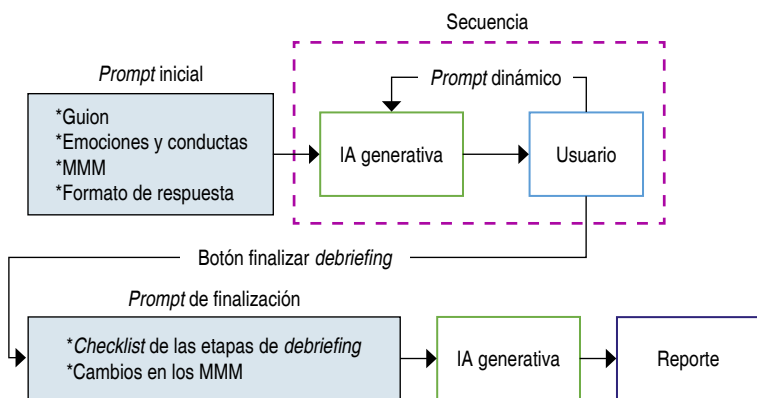 Secuencia
Prompt inicial
Prompt dinámico
*Guion
*Emociones y conductas
*MMM
*Formato de respuesta
IA generativa
Usuario
Botón finalizar debriefing
Prompt de finalización
*Checklist de las etapas de debriefing
*Cambios en los MMM
IA generativa
Reporte